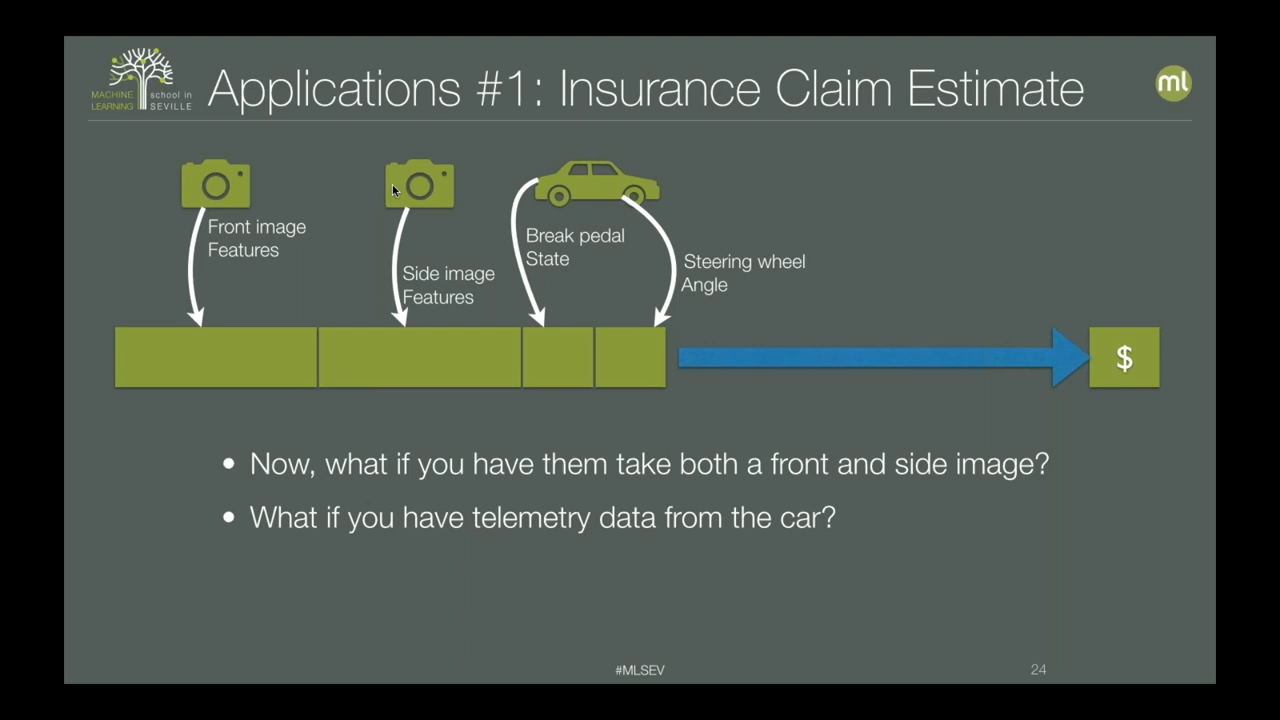 MACHINE school in
LEARNING SEVILLE
Applications #1: Insurance Claim Estimate
ml
Front image
Features
Side image
Features
Break pedal
State
Steering wheel
Angle
$
• Now, what if you have them take both a front and side image?
• What if you have telemetry data from the car?
#MLSEV
24